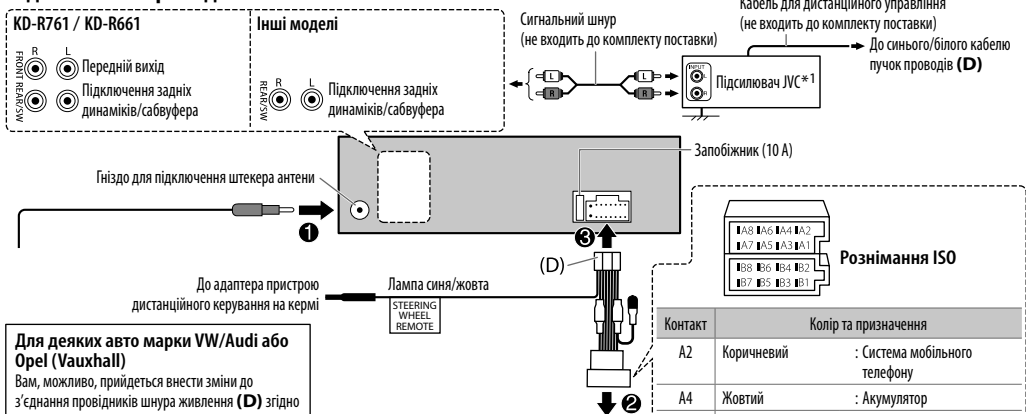 KD-R761 / KD-R661
R L
FRONT REAR/SW
Передній вихід
Підключення задніх
динаміків/сабвуфера
Інші моделі
REAR/SW
R L
Підключення задніх
динаміків/сабвуфера
Сигнальний шнур
(не входить до комплекту поставки)
L
R
L
R
Кабель для дистанційного управління
(не входить до комплекту поставки)
До синього/білого кабелю
пучок проводів (D)
INPUT
L
R
Підсилювач JVC*1
Запобіжник (10 А)
Гніздо для підключення штекера антени
1
3
(D)
До адаптера пристрою
дистанційного керування на кермі
Лампа синя/жовта
STEERING
WHEEL
REMOTE
2
Для деяких авто марки VW/Audi або
Opel (Vauxhall)
Вам, можливо, прийдеться внести зміни до
з’єднання провідників шнура живлення (D) згідно
A8 A6 A4 A2
A7 A5 A3 A1
B8 B6 B4 B2
B7 B5 B3 B1
Рознімання ISO
Контакт Колір та призначення
A2 Коричневий : Система мобільного
телефону
A4 Жовтий : Акумулятор